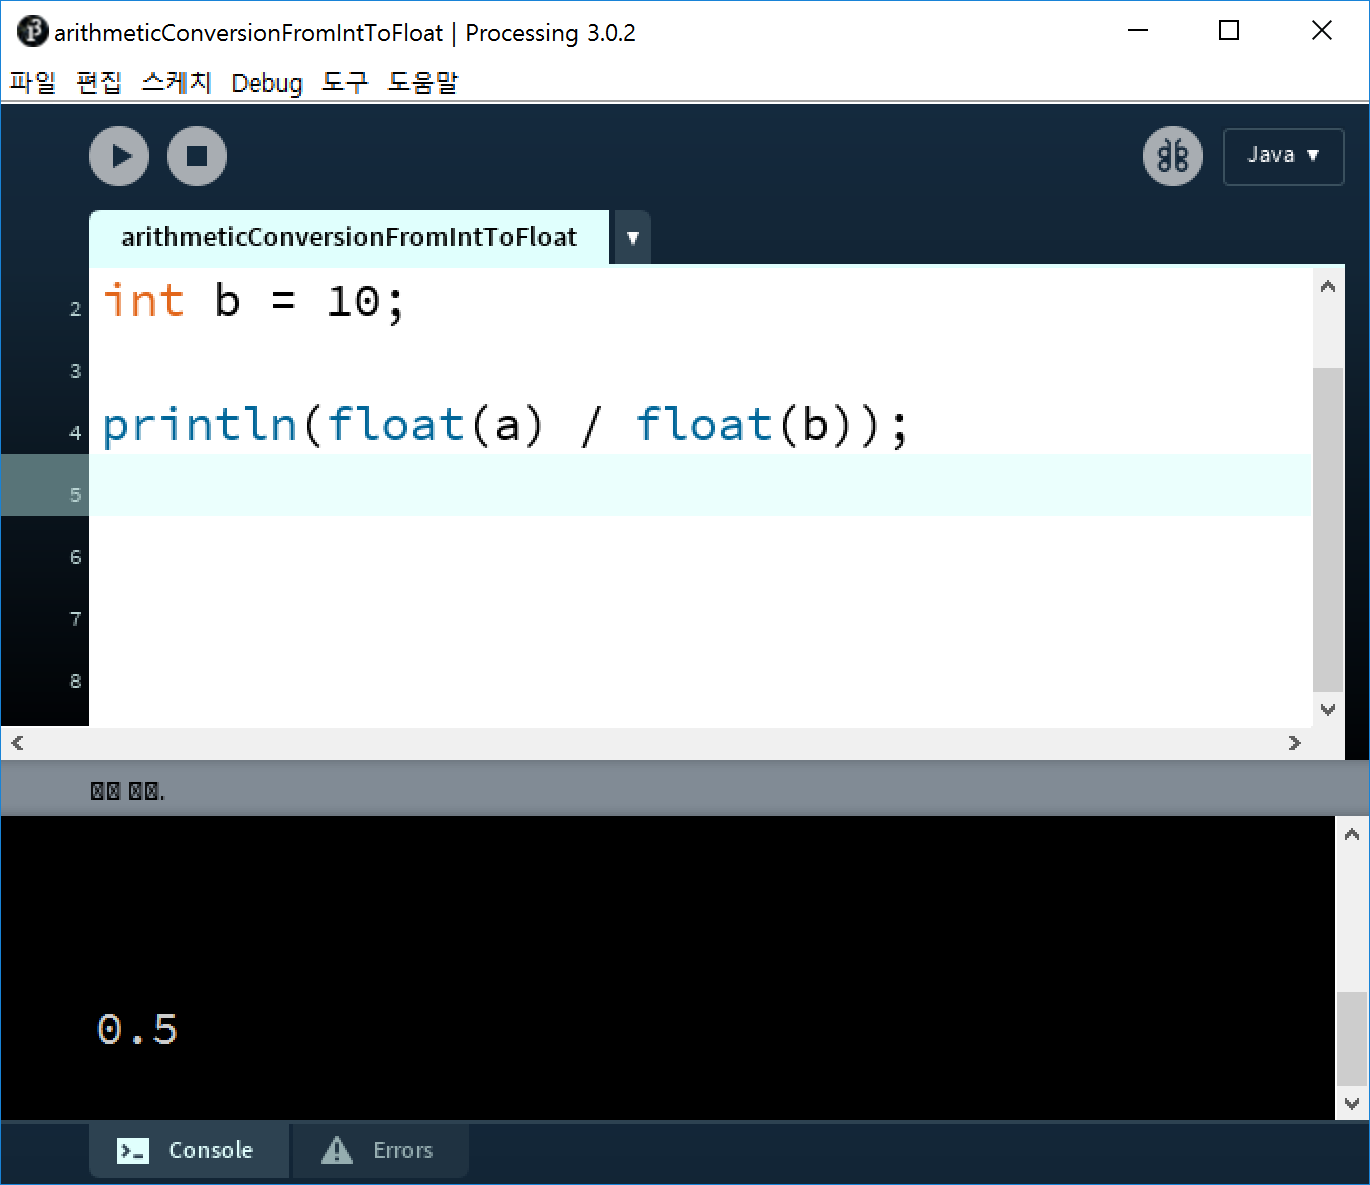 arithmeticConversionFromIntToFloat | Processing 3.0.2
파일 편집 스케치 Debug 도구 도움말
Java ▼
arithmeticConversionFromIntToFloat ▼
2 int b = 10;
3
4 println(float(a) / float(b));
5
6
7
8
0.5
Console Errors